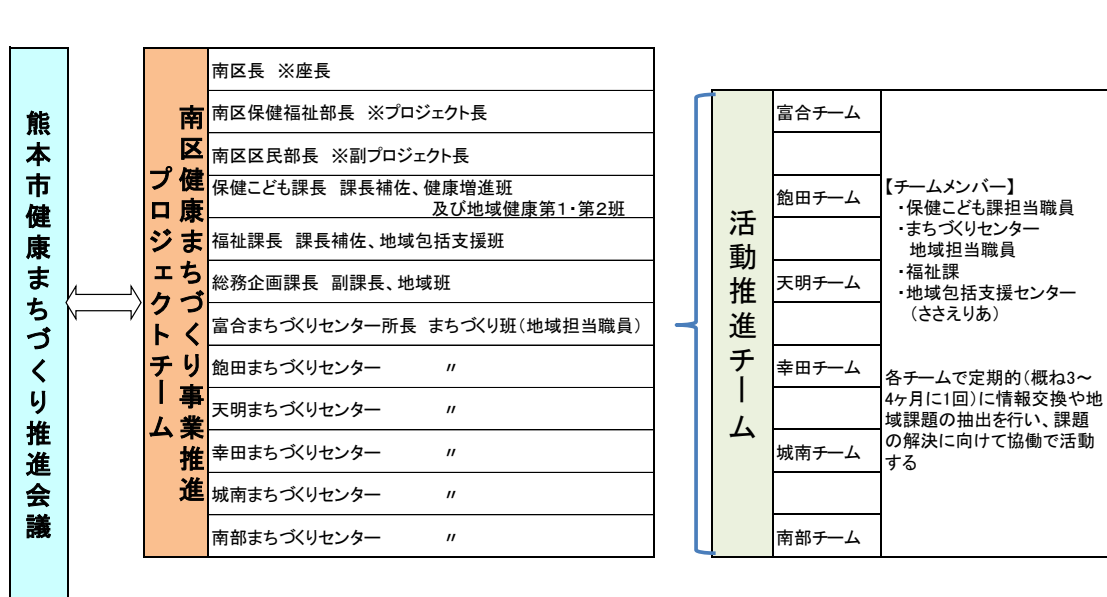 熊本市健康まちづくり推進会議
南区健康まちづくり事業推進
プロジェクトチーム
南区長 ※座長
南区保健福祉部長 ※プロジェクト長
南区区民部長 ※副プロジェクト長
保健こども課長 課長補佐、健康増進班
及び地域健康第1・第2班
福祉課長 課長補佐、地域包括支援班
総務企画課長 副課長、地域班
富合まちづくりセンター所長 まちづくり班(地域担当職員)
飽田まちづくりセンター 〃
天明まちづくりセンター 〃
幸田まちづくりセンター 〃
城南まちづくりセンター 〃
南部まちづくりセンター 〃
活動推進チーム
富合チーム
飽田チーム
天明チーム
幸田チーム
城南チーム
南部チーム
【チームメンバー】
・保健こども課担当職員
・まちづくりセンター
地域担当職員
・福祉課
・地域包括支援センター
(ささえりあ)
各チームで定期的(概ね3~
4ヶ月に1回)に情報交換や地
域課題の抽出を行い、課題
の解決に向けて協働で活動
する